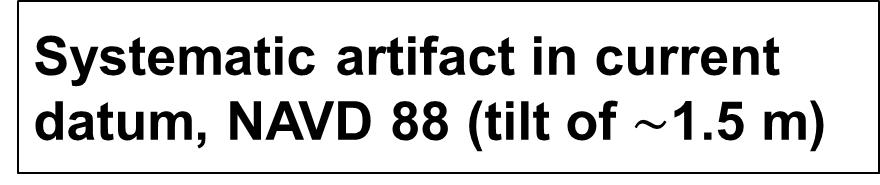 Systematic artifact in current
datum, NAVD 88 (tilt of ~1.5 m)